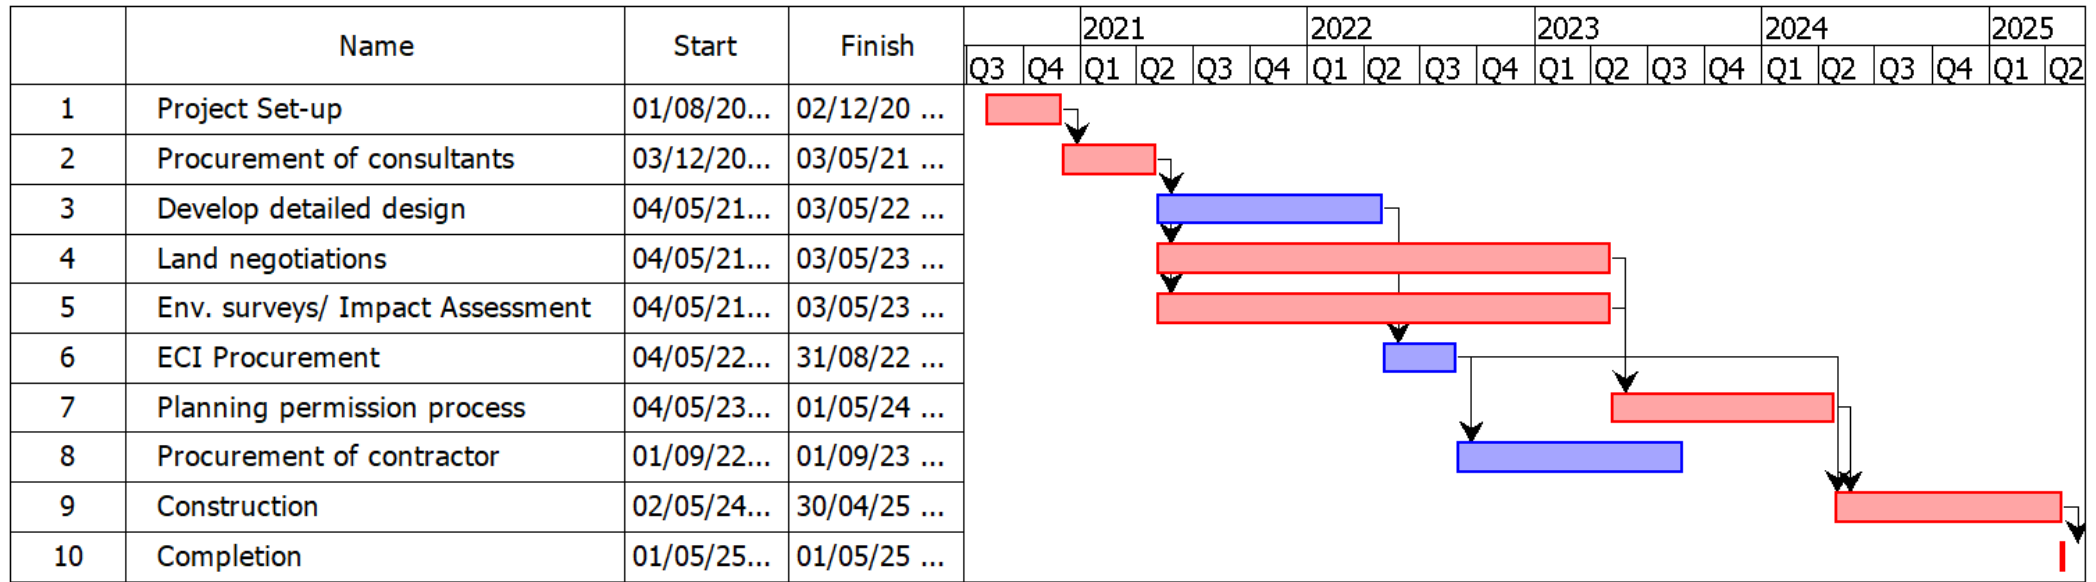 2021 2022 2023 2024 2025
Name Start Finish
Q3 Q4 Q1 Q2 Q3 Q4 Q1 Q2 Q3 Q4 Q1 Q2 Q3 Q4 Q1 Q2 Q3 Q4 Q1 Q2
1 Project Set-up 01/08/20... 02/12/20 ...
2 Procurement of consultants 03/12/20... 03/05/21 ...
3 Develop detailed design 04/05/21... 03/05/22 ...
4 Land negotiations 04/05/21... 03/05/23 ...
5 Env. surveys/ Impact Assessment 04/05/21... 03/05/23 ...
6 ECI Procurement 04/05/22... 31/08/22 ...
7 Planning permission process 04/05/23... 01/05/24 ...
8 Procurement of contractor 01/09/22... 01/09/23 ...
9 Construction 02/05/24... 30/04/25 ...
10 Completion 01/05/25... 01/05/25 ...